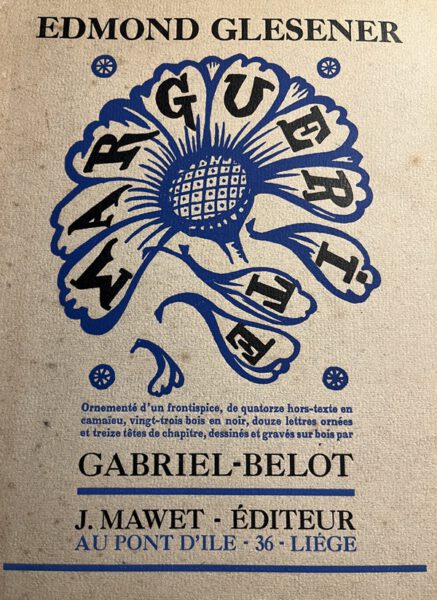 EDMOND GLESENER
MARGUERITE
Ornementé d'un frontispice, de quatorze hors-texte en
camaïeu, vingt-trois bois en noir, douze lettres ornées
et treize têtes de chapitre, dessinés et gravés sur bois par
GABRIEL-BELOT
J. MAWET - ÉDITEUR
AU PONT D'ILE - 36 - LIÉGE